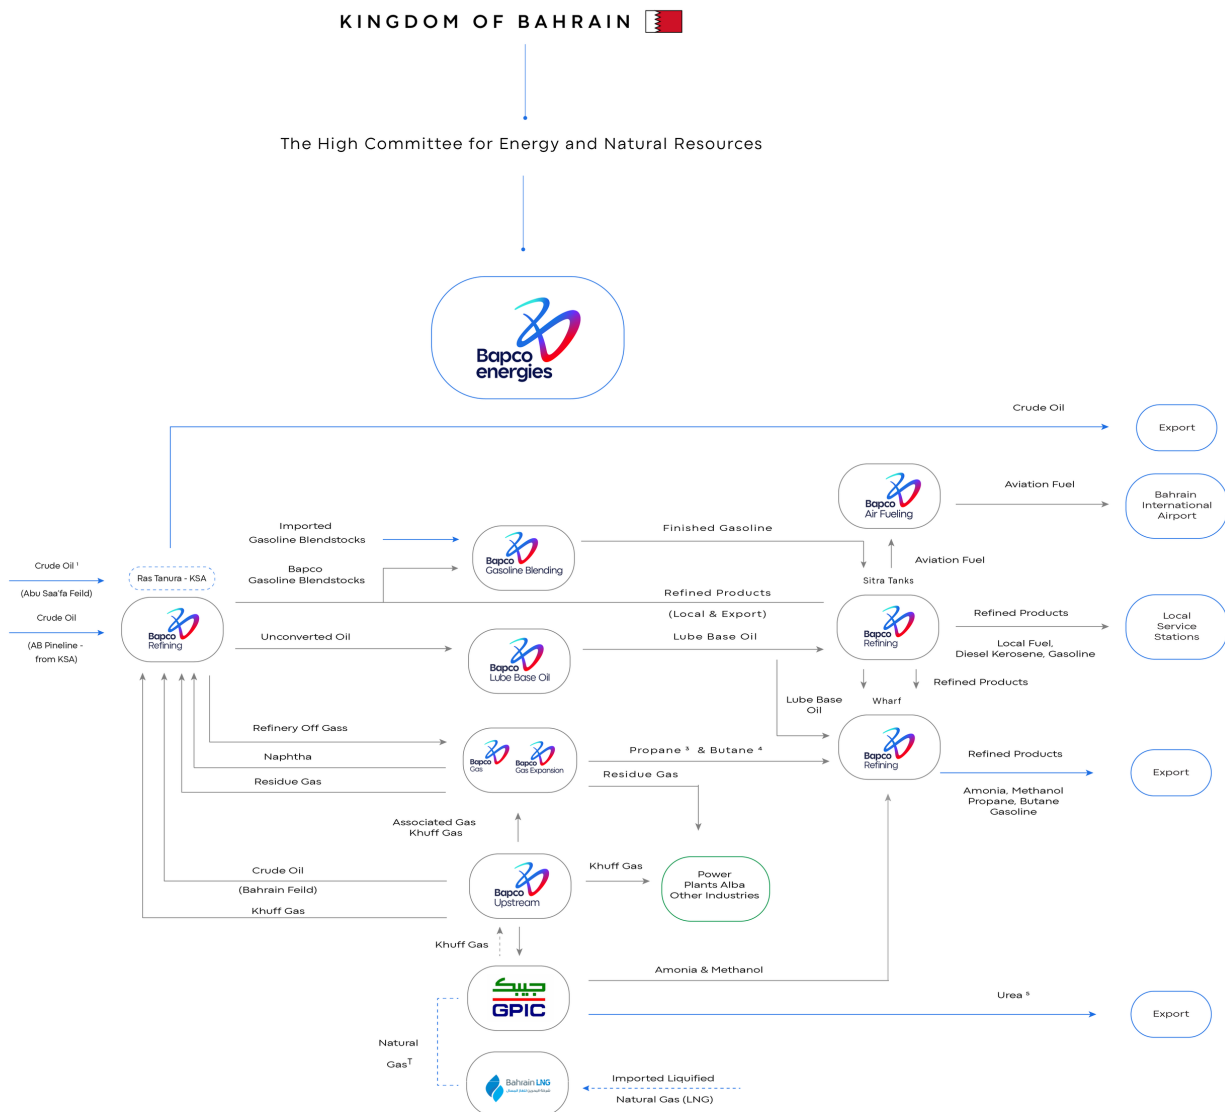 KINGDOM OF BAHRAIN
The High Committee for Energy and Natural Resources
Bapco
energies
Crude Oil
Export
Bapco
Air Fueling
Aviation Fuel
Bahrain
International
Airport
Imported
Gasoline Blendstocks
Finished Gasoline
Bapco
Gasoline Blending
Aviation Fuel
Bapco
Gasoline Blendstocks
Crude Oil ¹
(Abu Saa'fa Feild)
Ras Tanura - KSA
Sitra Tanks
Refined Products
(Local & Export)
Crude Oil
(AB Pineline -
from KSA)
Bapco
Refining
Unconverted Oil
Bapco
Lube Base Oil
Lube Base Oil
Bapco
Refining
Refined Products
Local Fuel,
Diesel Kerosene, Gasoline
Local
Service
Stations
Refined Products
Lube Base
Oil
Wharf
Refinery Off Gass
Naphtha
Residue Gas
Bapco
Gas
Bapco
Gas Expansion
Propane ³ & Butane ⁴
Residue Gas
Bapco
Refining
Refined Products
Amonia, Methanol
Propane, Butane
Gasoline
Export
Associated Gas
Khuff Gas
Crude Oil
(Bahrain Feild)
Khuff Gas
Bapco
Upstream
Khuff Gas
Power
Plants Alba
Other Industries
Khuff Gas
Amonia & Methanol
جيبك
GPIC
Urea ⁵
Export
Natural
Gasᵀ
Bahrain LNG
Imported Liquified
Natural Gas (LNG)